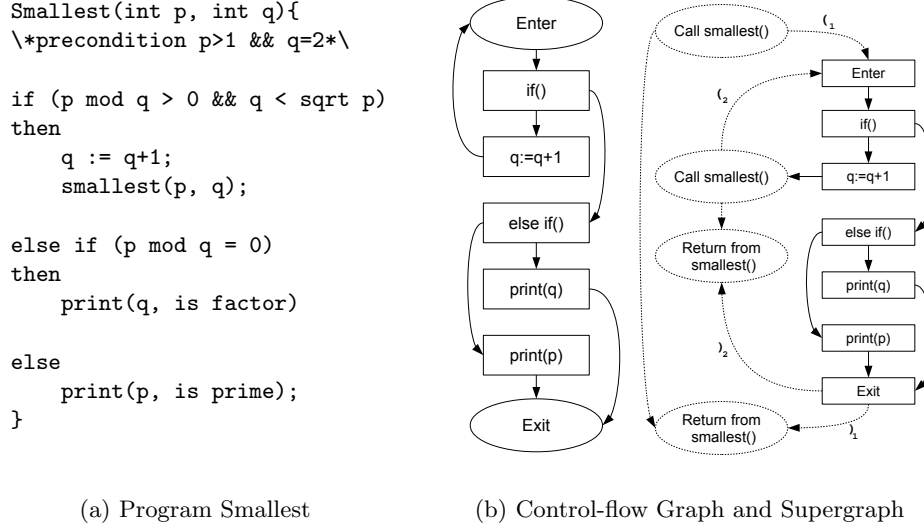 Smallest(int p, int q){
\*precondition p>1 && q=2*\
if (p mod q > 0 && q < sqrt p)
then
q := q+1;
smallest(p, q);
else if (p mod q = 0)
then
print(q, is factor)
else
print(p, is prime);
}
(a) Program Smallest
Enter
if()
q:=q+1
else if()
print(q)
print(p)
Exit
Call smallest()
(1
Enter
(2
if()
Call smallest()
q:=q+1
Return from
smallest()
else if()
print(q)
print(p)
)2
Exit
Return from
smallest()
)1
(b) Control-flow Graph and Supergraph